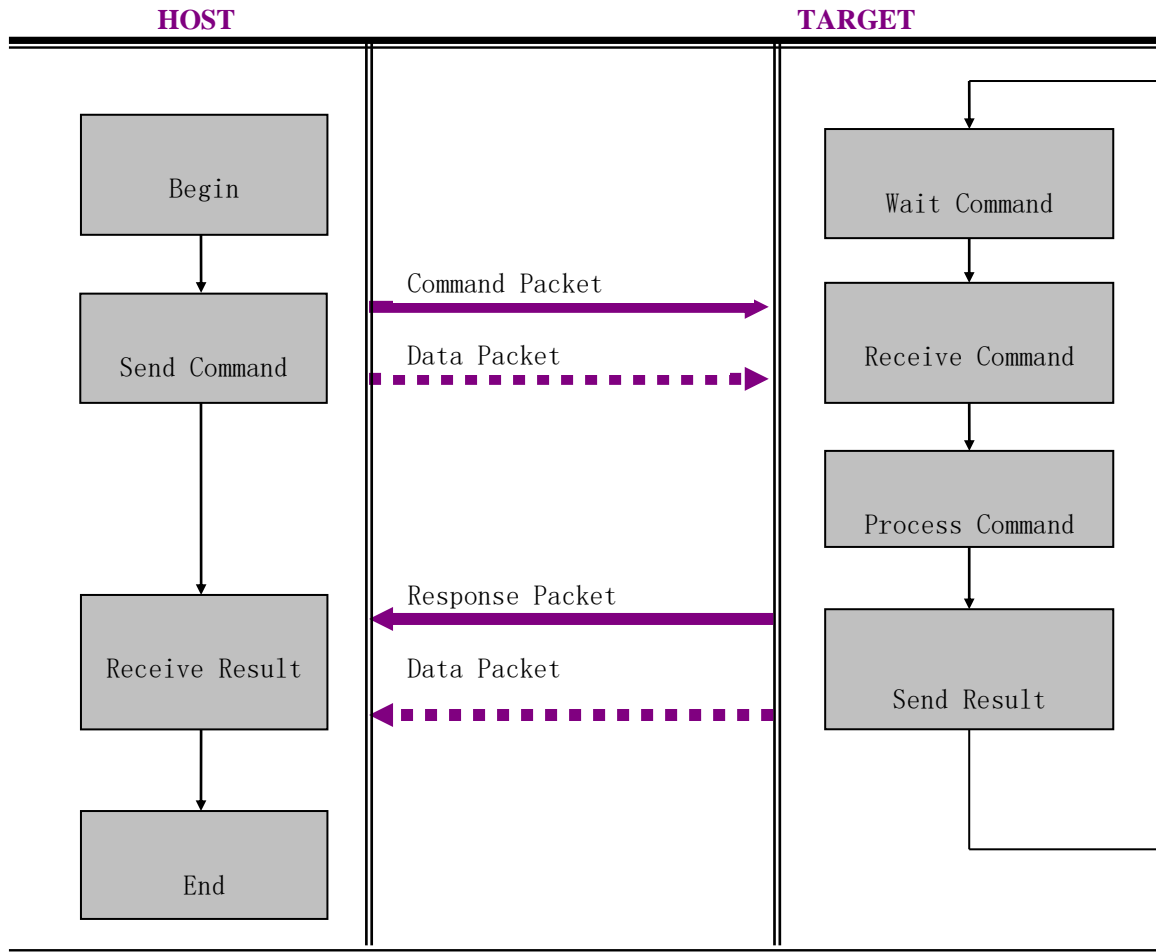 HOST
TARGET
Begin
Send Command
Receive Result
End
Command Packet
Data Packet
Response Packet
Data Packet
Wait Command
Receive Command
Process Command
Send Result